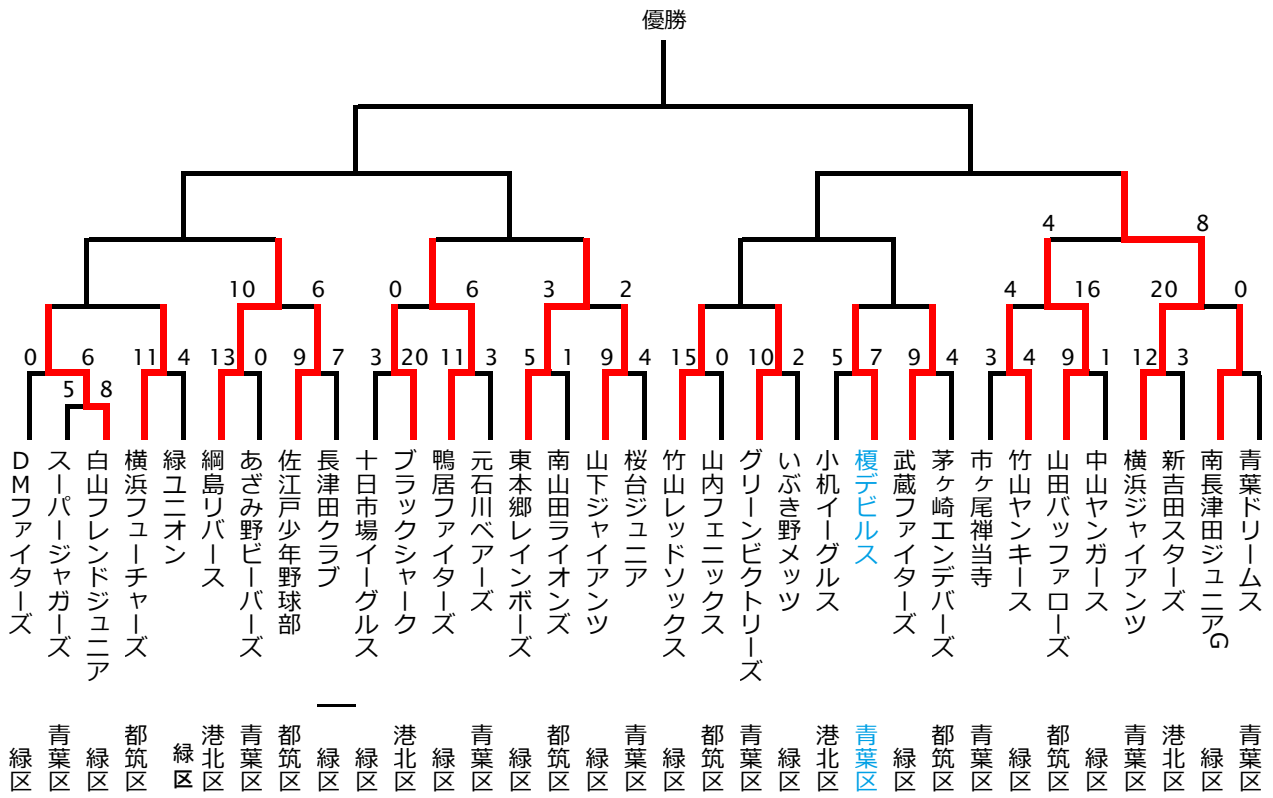 優勝
4 8
10 6 0 6 3 2 4 16 20 0
0 6 11 4 13 0 9 7 3 20 11 3 5 1 9 4 15 0 10 2 5 7 9 4 3 4 9 1 12 3
5 8
DMファイターズ
スーパージャガーズ
白山フレンドジュニア
横浜フューチャーズ
緑ユニオン
綱島リバース
あざみ野ビーバーズ
佐江戸少年野球部
長津田クラブ
十日市場イーグルス
ブラックシャーク
鴨居ファイターズ
元石川ベアーズ
東本郷レインボーズ
南山田ライオンズ
山下ジャイアンツ
桜台ジュニア
竹山レッドソックス
山内フェニックス
グリーンビクトリーズ
いぶき野メッツ
小机イーグルス
榎デビルス
武蔵ファイターズ
茅ヶ崎エンデバーズ
市ヶ尾禅当寺
竹山ヤンキース
山田バッファローズ
中山ヤンガース
横浜ジャイアンツ
新吉田スターズ
南長津田ジュニアG
青葉ドリームス
緑区
青葉区
緑区
都筑区
緑区
港北区
青葉区
都筑区
緑区
緑区
港北区
緑区
青葉区
緑区
都筑区
緑区
青葉区
緑区
都筑区
青葉区
緑区
港北区
青葉区
緑区
都筑区
青葉区
緑区
都筑区
緑区
青葉区
港北区
緑区
青葉区